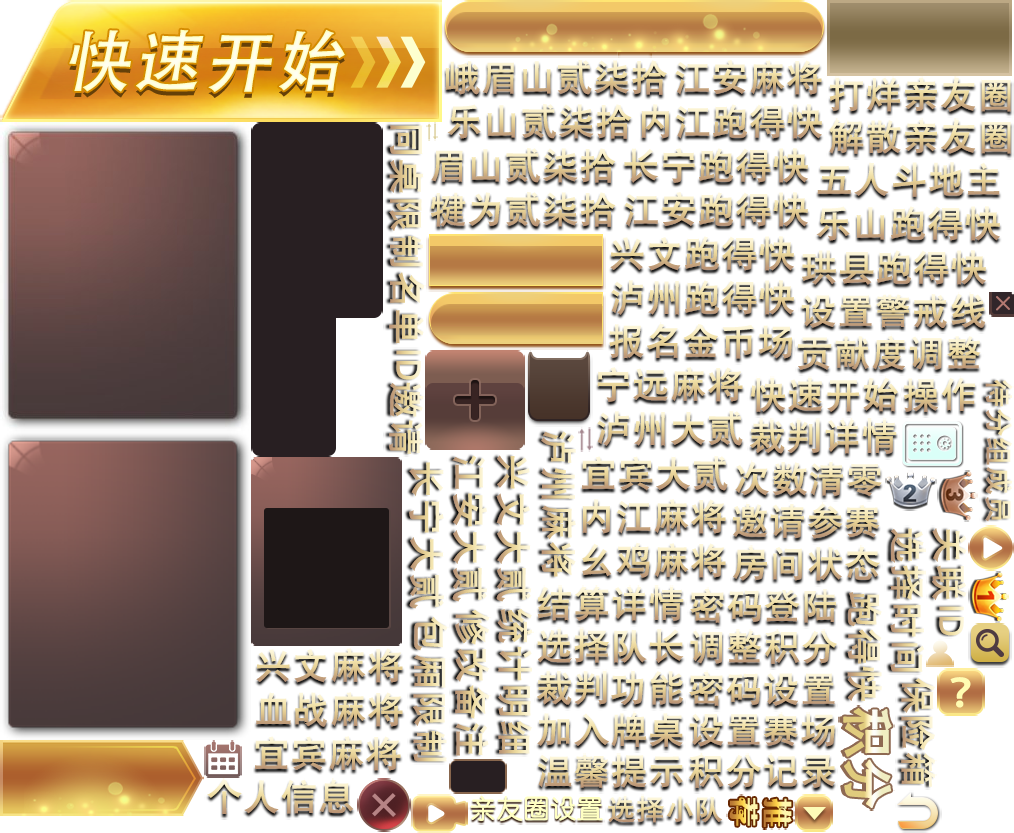 快速开始
峨眉山贰柒拾 江安麻将
乐山贰柒拾 内江跑得快
眉山贰柒拾 长宁跑得快
犍为贰柒拾 江安跑得快
打烊亲友圈
解散亲友圈
五人斗地主
乐山跑得快
兴文跑得快
珙县跑得快
泸州跑得快
设置警戒线
报名金币场
贡献度调整
宁远麻将
快速开始操作
泸州大贰
裁判详情
宜宾大贰
次数清零
内江麻将
邀请参赛
幺鸡麻将
房间状态
结算详情
密码登陆
选择队长
调整积分
裁判功能
密码设置
加入牌桌
设置赛场
温馨提示
积分记录
同桌限制名单
ID邀请
长宁大贰
江安大贰
兴文大贰
泸州麻将
包厢限制
修改备注
统计明细
跑得快
选择时间
关联ID
保险箱
待分组成员
积分
2
3
1
?
兴文麻将
血战麻将
宜宾麻将
个人信息
亲友圈设置
选择小队
推荐